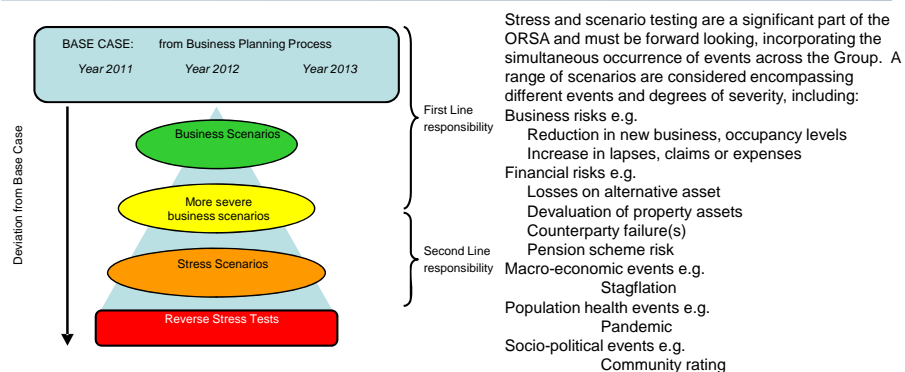 BASE CASE: from Business Planning Process
Year 2011 Year 2012 Year 2013
Deviation from Base Case
Business Scenarios
More severe
business scenarios
Stress Scenarios
Reverse Stress Tests
First Line
responsibility
Second Line
responsibility
Stress and scenario testing are a significant part of the
ORSA and must be forward looking, incorporating the
simultaneous occurrence of events across the Group. A
range of scenarios are considered encompassing
different events and degrees of severity, including:
Business risks e.g.
Reduction in new business, occupancy levels
Increase in lapses, claims or expenses
Financial risks e.g.
Losses on alternative asset
Devaluation of property assets
Counterparty failure(s)
Pension scheme risk
Macro-economic events e.g.
Stagflation
Population health events e.g.
Pandemic
Socio-political events e.g.
Community rating